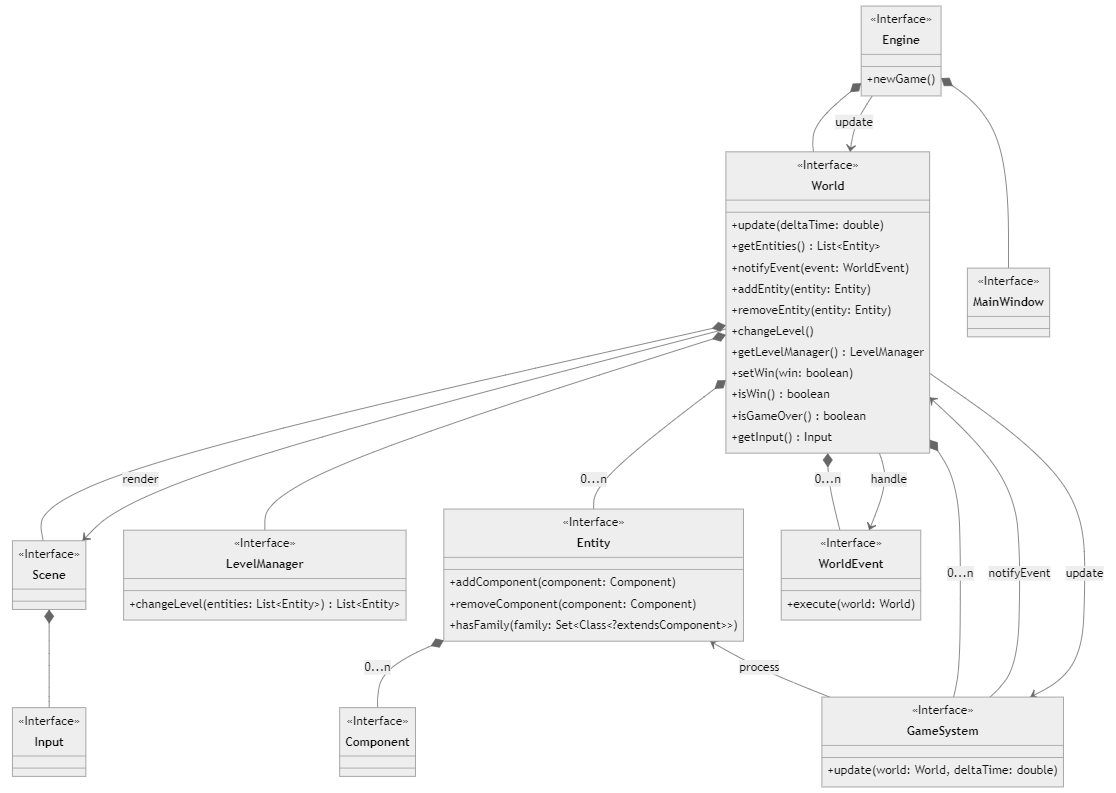 «Interface»
Engine
+newGame()
update
«Interface»
World
+update(deltaTime: double)
+getEntities() : List<Entity>
+notifyEvent(event: WorldEvent)
+addEntity(entity: Entity)
+removeEntity(entity: Entity)
+changeLevel()
+getLevelManager() : LevelManager
+setWin(win: boolean)
+isWin() : boolean
+isGameOver() : boolean
+getInput() : Input
«Interface»
MainWindow
render
0...n
0...n
handle
«Interface»
Scene
«Interface»
LevelManager
+changeLevel(entities: List<Entity>) : List<Entity>
«Interface»
Entity
+addComponent(component: Component)
+removeComponent(component: Component)
+hasFamily(family: Set<Class<?extendsComponent>>)
«Interface»
WorldEvent
+execute(world: World)
0...n
notifyEvent
update
0...n
process
«Interface»
Input
«Interface»
Component
«Interface»
GameSystem
+update(world: World, deltaTime: double)